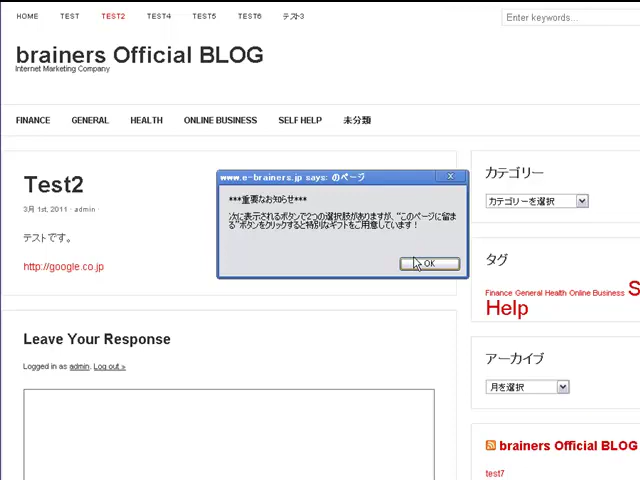 HOME TEST TEST2 TEST4 TEST5 TEST6 テスト3
Enter keywords...
brainers Official BLOG
Internet Marketing Company
FINANCE GENERAL HEALTH ONLINE BUSINESS SELF HELP 未分類
Test2
3月 1st, 2011 · admin ·
テストです。
http://google.co.jp
www.e-brainers.jp says: のページ
***重要なお知らせ***
次に表示されるボタンで2つの選択肢がありますが、“このページに留ま
る”ボタンをクリックすると特別なギフトをご用意しています！
OK
カテゴリー
カテゴリーを選択
タグ
Finance General Health Online Business S
Help
アーカイブ
月を選択
Leave Your Response
Logged in as admin. Log out »
brainers Official BLOG
test7